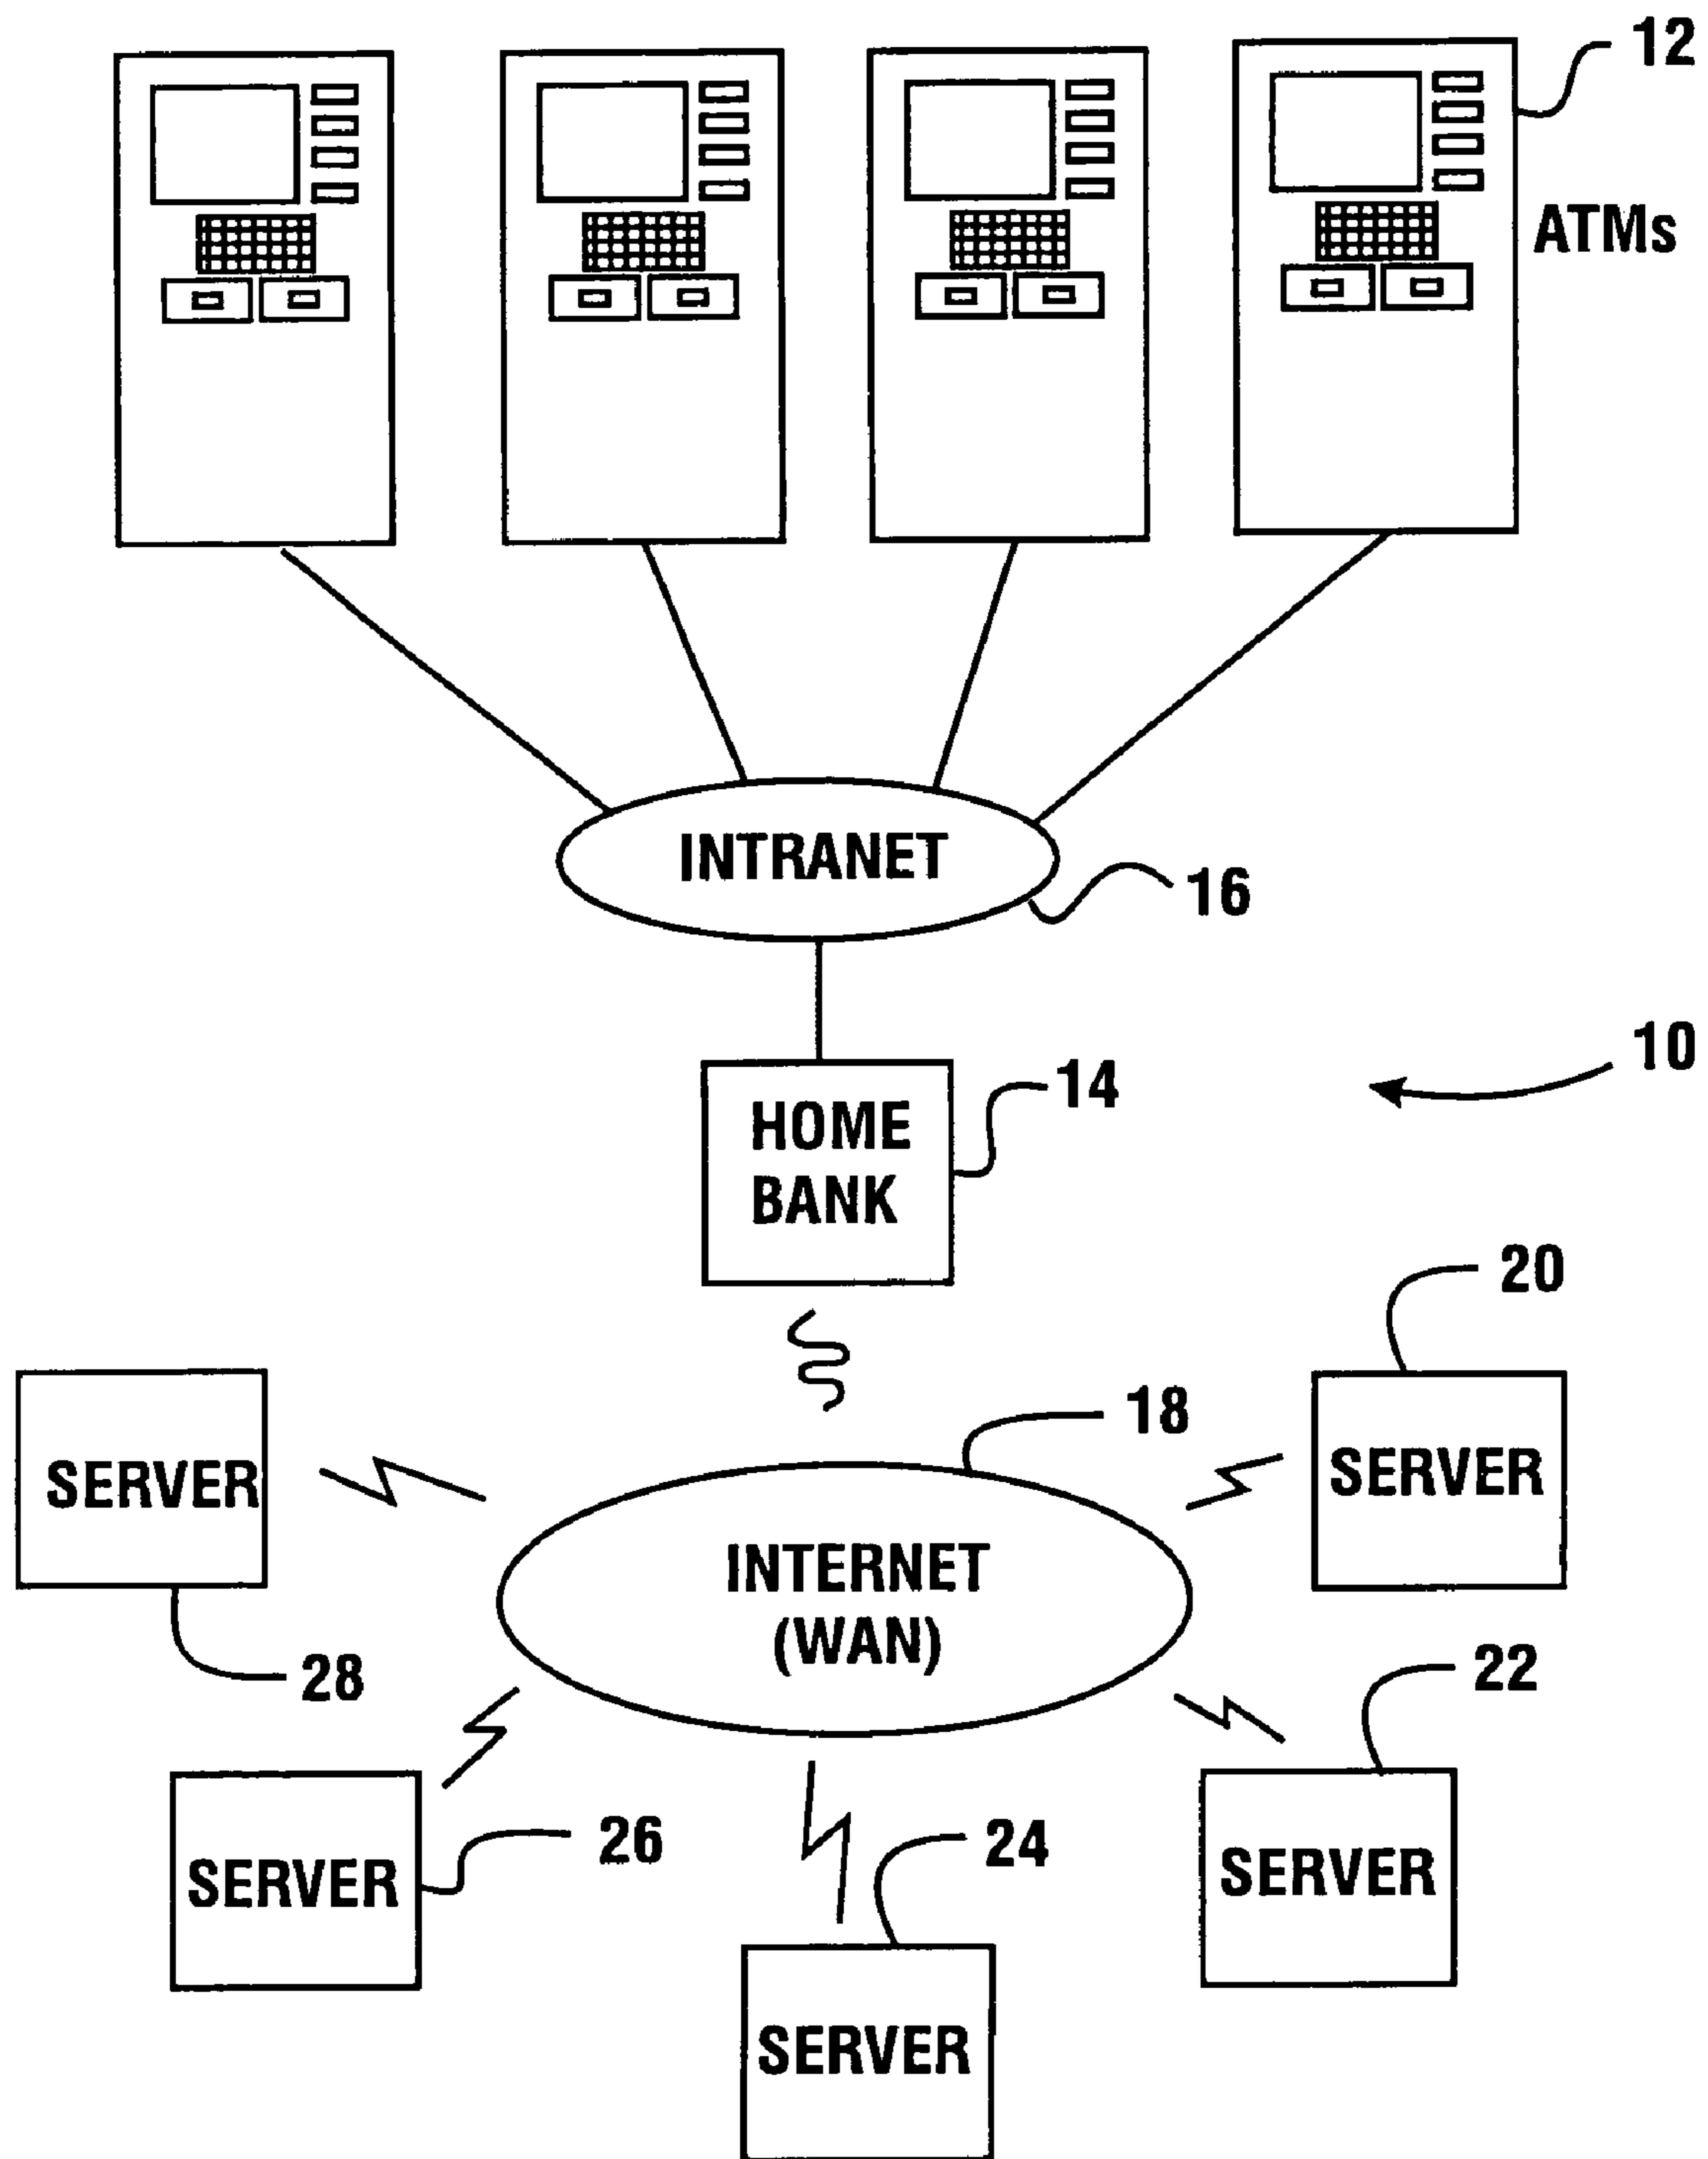 12
ATMs
INTRANET
16
10
14
HOME
BANK
20
18
SERVER
SERVER
INTERNET
(WAN)
28
22
26
24
SERVER
SERVER
SERVER